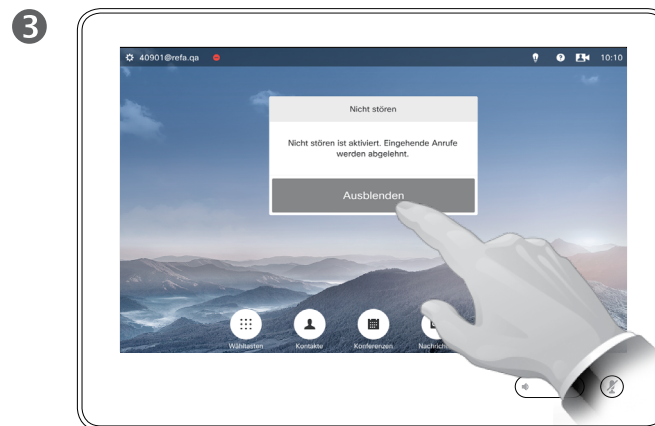 3
40901@refa.qa
10:10
Nicht stören
Nicht stören ist aktiviert. Eingehende Anrufe
werden abgelehnt.
Ausblenden
Wähltasten Kontakte Konferenzen